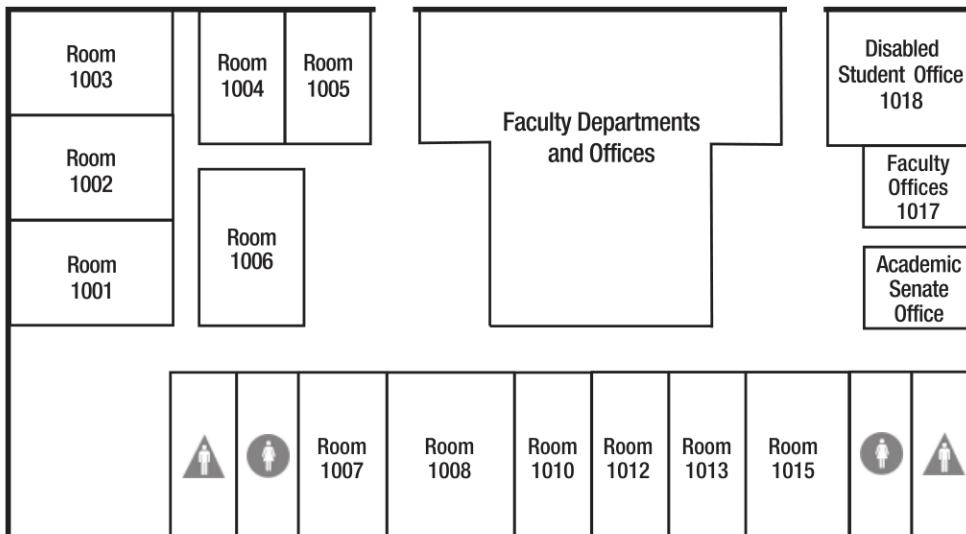 Room
1003
Room
1004
Room
1005
Faculty Departments
and Offices
Disabled
Student Office
1018
Room
1002
Faculty
Offices
1017
Room
1001
Room
1006
Academic
Senate
Office
Room
1007
Room
1008
Room
1010
Room
1012
Room
1013
Room
1015